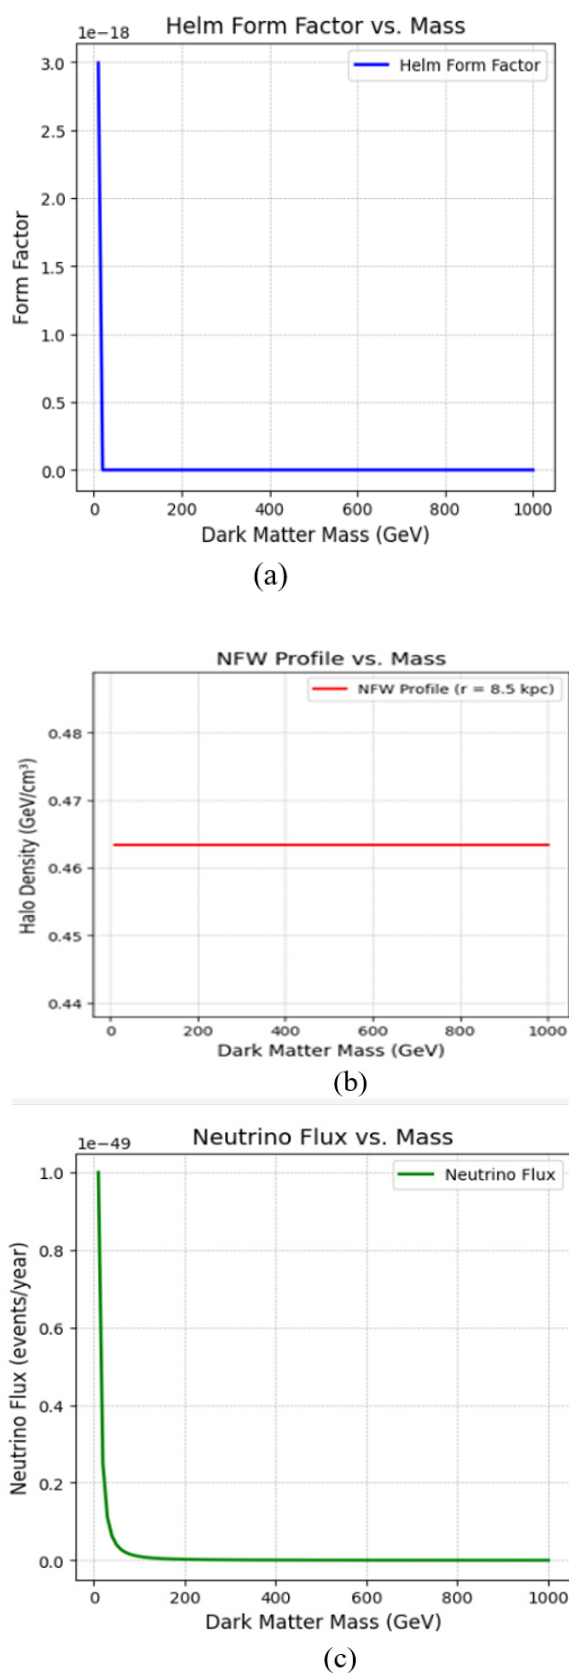 Helm Form Factor vs. Mass
1e−18
Helm Form Factor
3.0
2.5
2.0
1.5
1.0
0.5
0.0
Form Factor
0 200 400 600 800 1000
Dark Matter Mass (GeV)
(a)
NFW Profile vs. Mass
NFW Profile (r = 8.5 kpc)
0.48
0.47
0.46
0.45
0.44
Halo Density (GeV/cm³)
0 200 400 600 800 1000
Dark Matter Mass (GeV)
(b)
Neutrino Flux vs. Mass
1e−49
Neutrino Flux
1.0
0.8
0.6
0.4
0.2
0.0
Neutrino Flux (events/year)
0 200 400 600 800 1000
Dark Matter Mass (GeV)
(c)